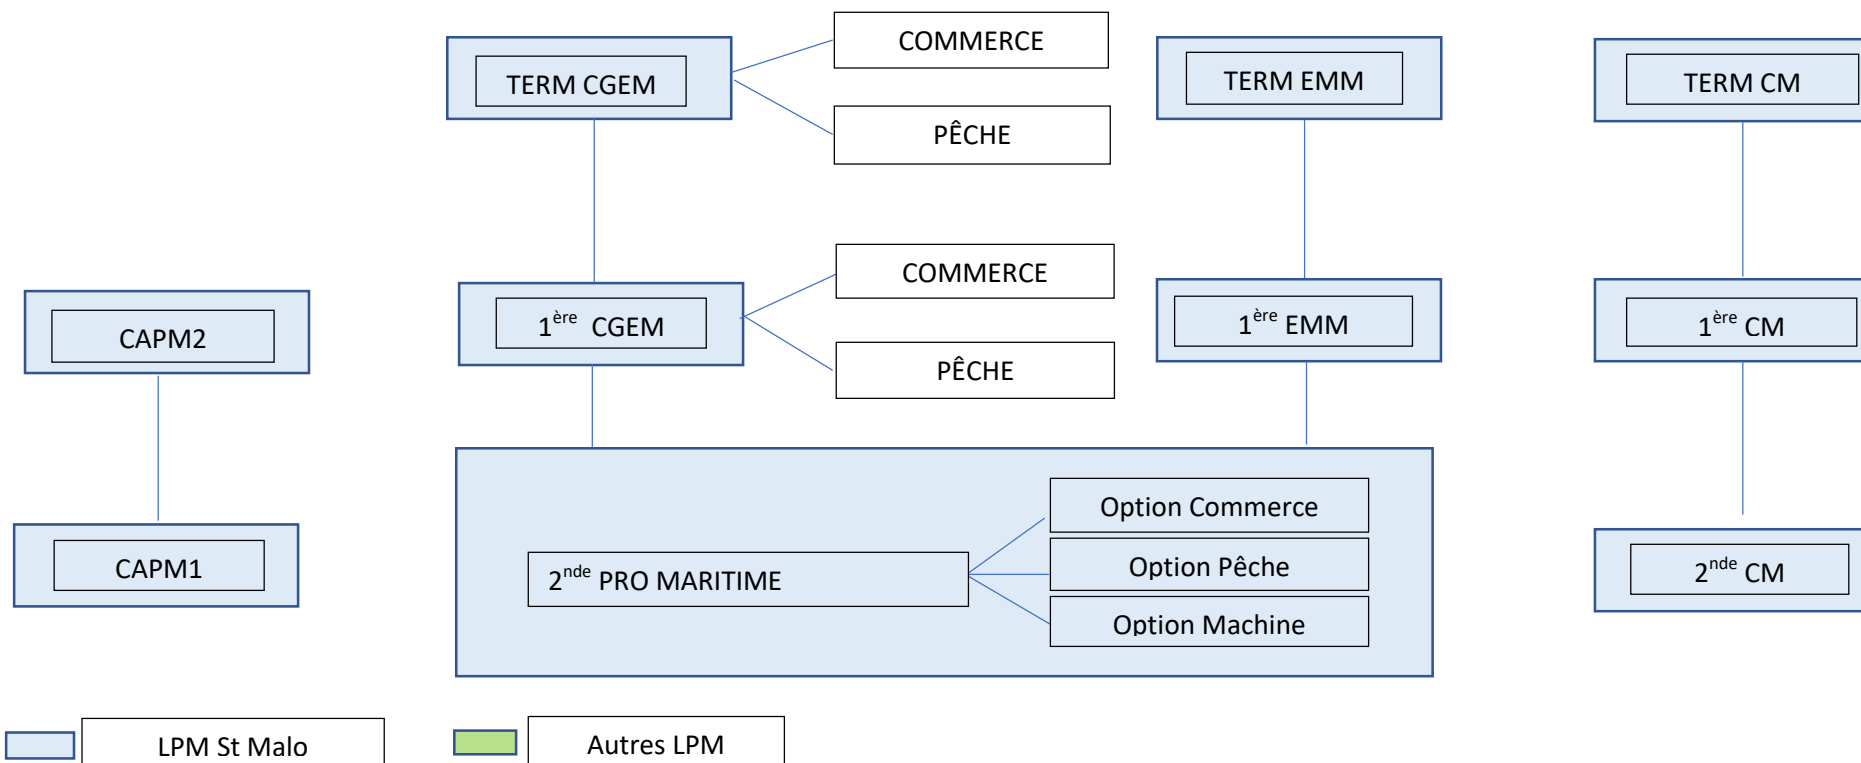 COMMERCE
TERM CGEM
PÊCHE
TERM EMM
TERM CM
COMMERCE
1ère CGEM
PÊCHE
1ère EMM
1ère CM
CAPM2
CAPM1
2nde PRO MARITIME
Option Commerce
Option Pêche
Option Machine
2nde CM
LPM St Malo
Autres LPM